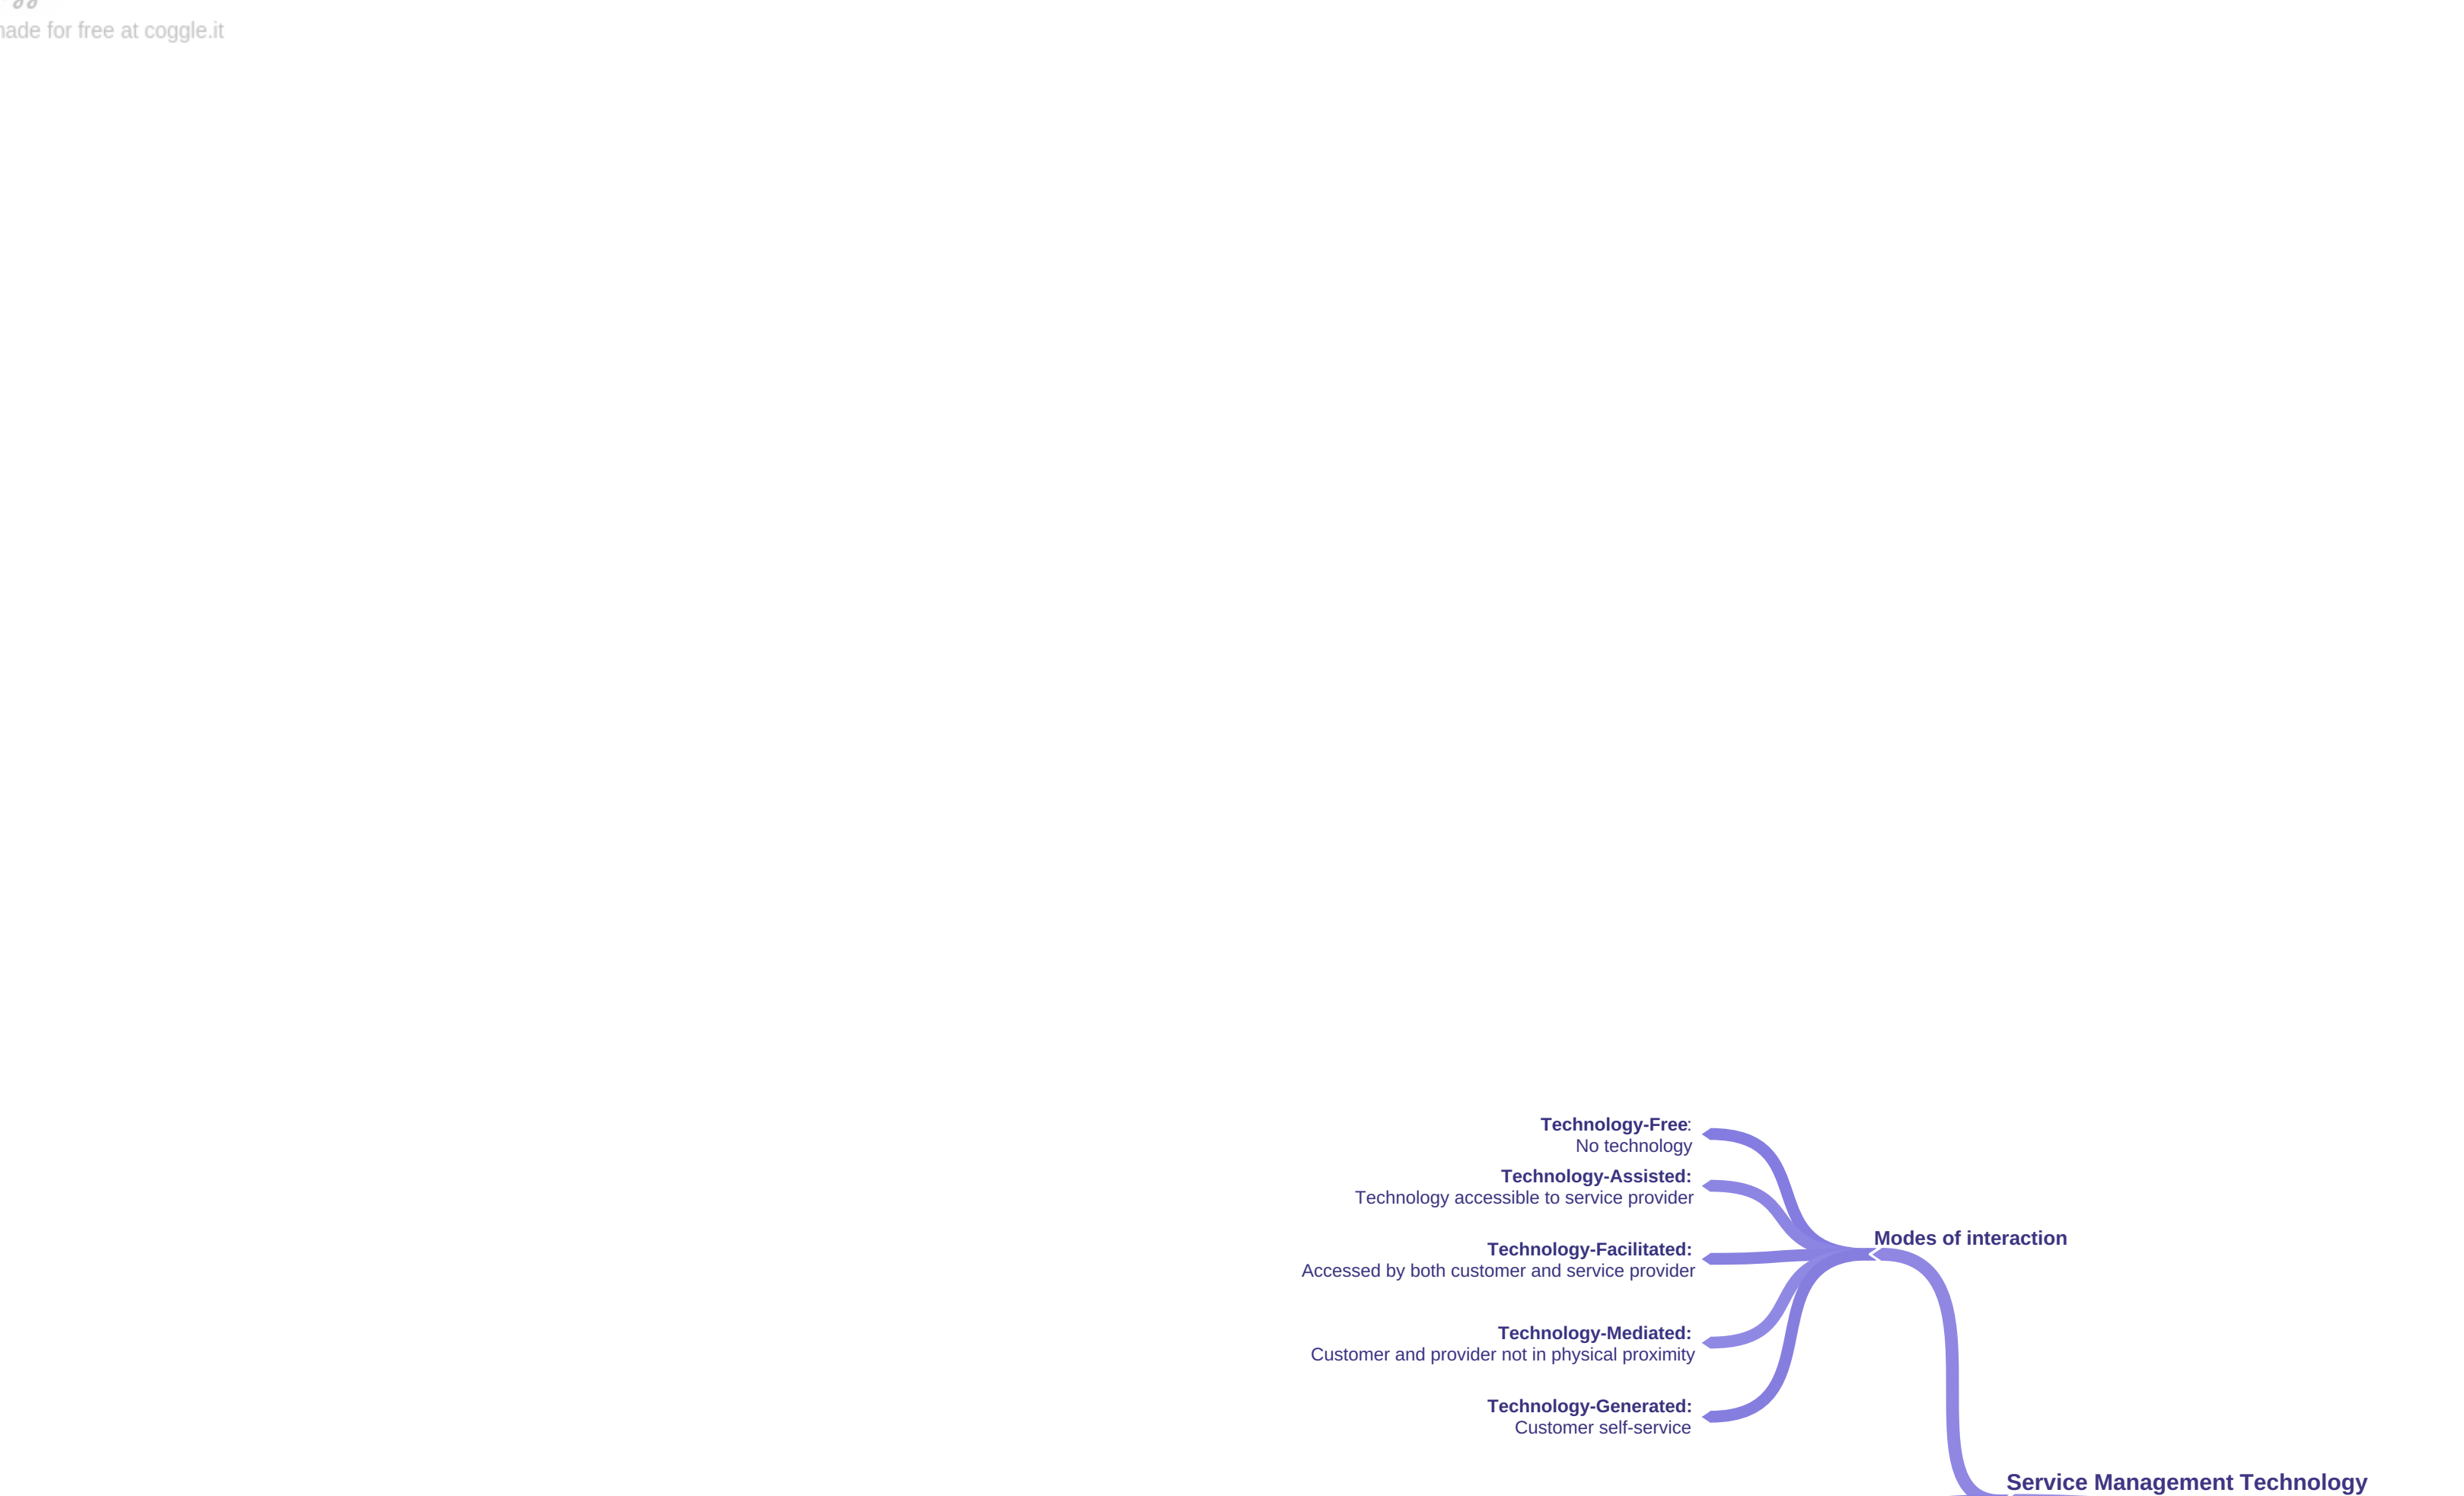 made for free at coggle.it
Technology-Free:
No technology
Technology-Assisted:
Technology accessible to service provider
Technology-Facilitated:
Accessed by both customer and service provider
Modes of interaction
Technology-Mediated:
Customer and provider not in physical proximity
Technology-Generated:
Customer self-service
Service Management Technology